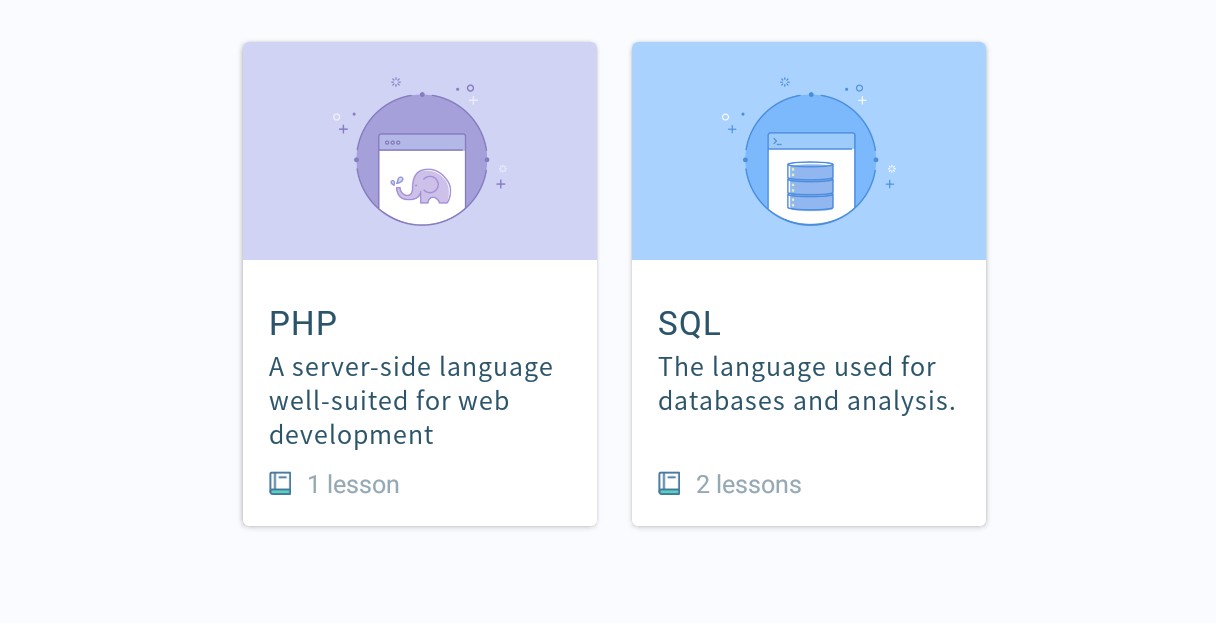 PHP
A server-side language
well-suited for web
development
1 lesson
SQL
The language used for
databases and analysis.
2 lessons